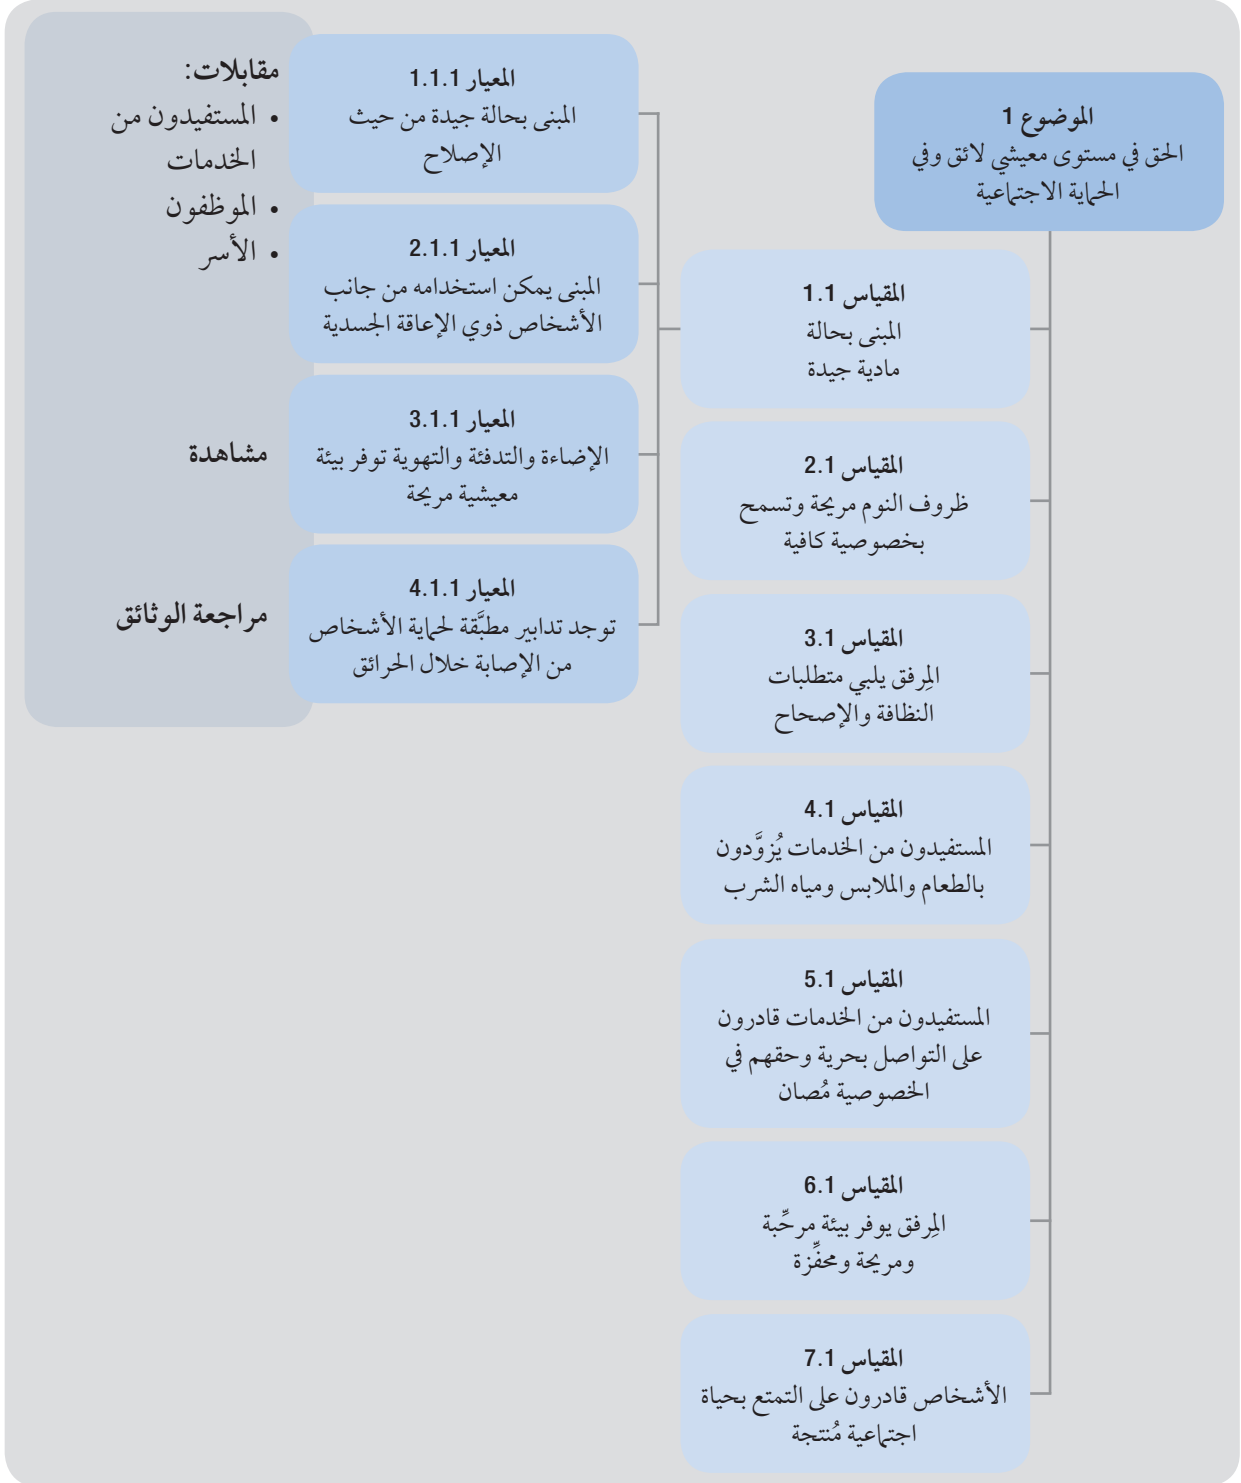 الموضوع 1
الحق في مستوى معيشي لائق وفي
الحماية الاجتماعية
المقياس 1.1
المبنى بحالة
مادية جيدة
المقياس 2.1
ظروف النوم مريحة وتسمح
بخصوصية كافية
المقياس 3.1
المِرفق يلبي متطلبات
النظافة والإصحاح
المقياس 4.1
المستفيدون من الخدمات يُزوَّدون
بالطعام والملابس ومياه الشرب
المقياس 5.1
المستفيدون من الخدمات قادرون
على التواصل بحرية وحقهم في
الخصوصية مُصان
المقياس 6.1
المِرفق يوفر بيئة مرحِّبة
ومريحة ومحفِّزة
المقياس 7.1
الأشخاص قادرون على التمتع بحياة
اجتماعية مُنتجة
المعيار 1.1.1
المبنى بحالة جيدة من حيث
الإصلاح
المعيار 2.1.1
المبنى يمكن استخدامه من جانب
الأشخاص ذوي الإعاقة الجسدية
المعيار 3.1.1
الإضاءة والتدفئة والتهوية توفر بيئة
معيشية مريحة
المعيار 4.1.1
توجد تدابير مطبَّقة لحماية الأشخاص
من الإصابة خلال الحرائق
مقابلات:
• المستفيدون من
الخدمات
• الموظفون
• الأسر
مشاهدة
مراجعة الوثائق